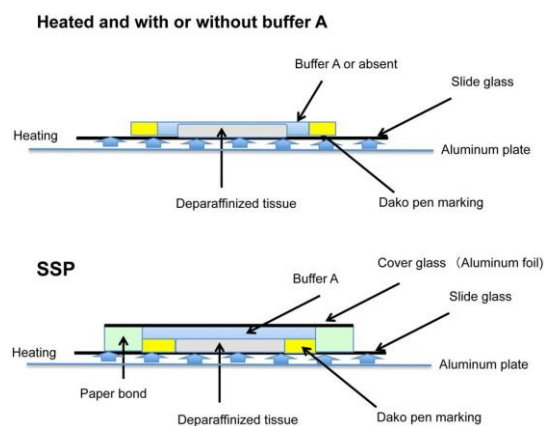 Heated and with or without buffer A
Buffer A or absent
Slide glass
Heating
Aluminum plate
Deparaffinized tissue
Dako pen marking
SSP
Cover glass （Aluminum foil)
Buffer A
Slide glass
Heating
Aluminum plate
Paper bond
Deparaffinized tissue
Dako pen marking